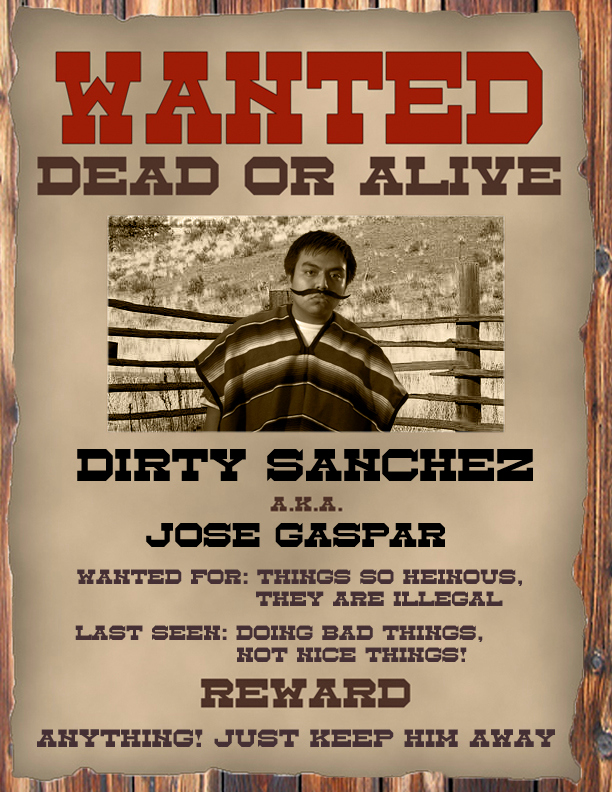 WANTED
DEAD OR ALIVE
DIRTY SANCHEZ
A.K.A.
JOSE GASPAR
WANTED FOR: THINGS SO HEINOUS,
THEY ARE ILLEGAL
LAST SEEN: DOING BAD THINGS,
NOT NICE THINGS!
REWARD
ANYTHING! JUST KEEP HIM AWAY